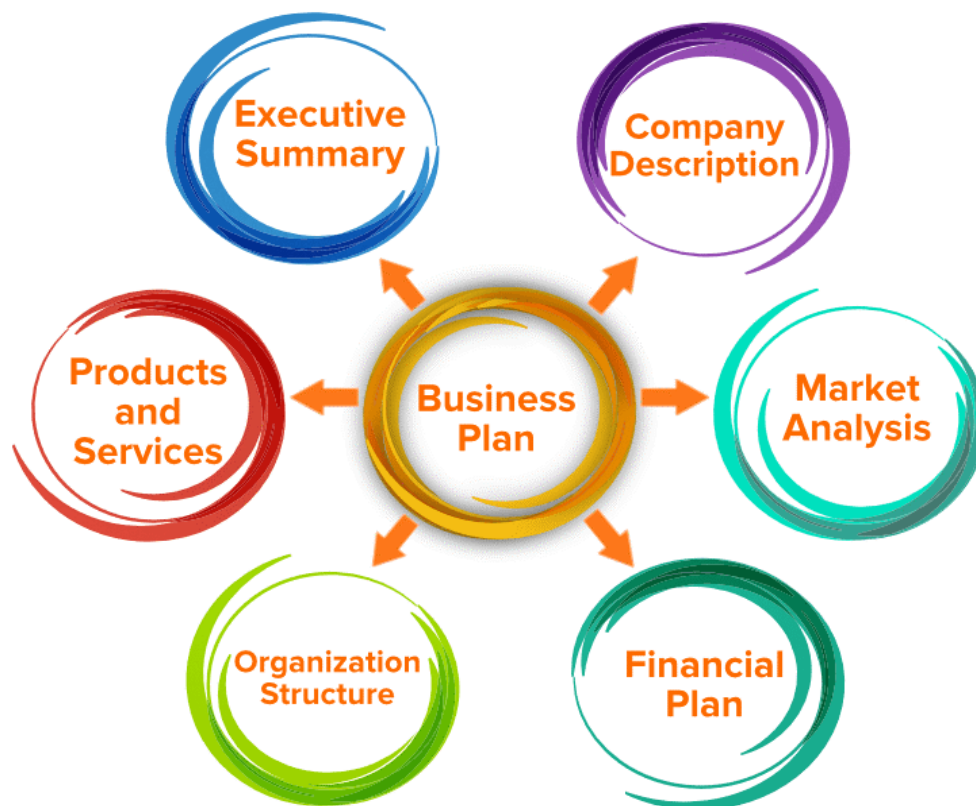 Executive
Summary
Company
Description
Products
and
Services
Business
Plan
Market
Analysis
Organization
Structure
Financial
Plan